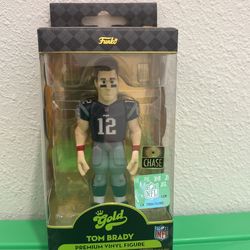 Funko
12
CHASE
NFL
Gold
TOM BRADY
PREMIUM VINYL FIGURE
NFL